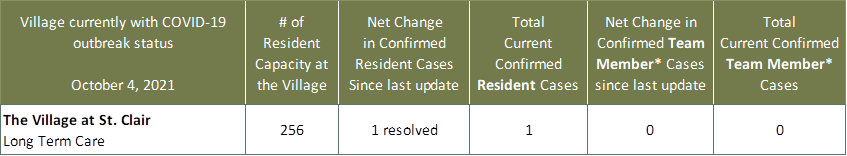 Village currently with COVID-19
outbreak status
October 4, 2021
# of
Resident
Capacity at
the Village
Net Change
in Confirmed
Resident Cases
Since last update
Total
Current
Confirmed
Resident Cases
Net Change in
Confirmed Team
Member* Cases
since last update
Total
Current Confirmed
Team Member*
Cases
The Village at St. Clair
Long Term Care
256
1 resolved
1
0
0